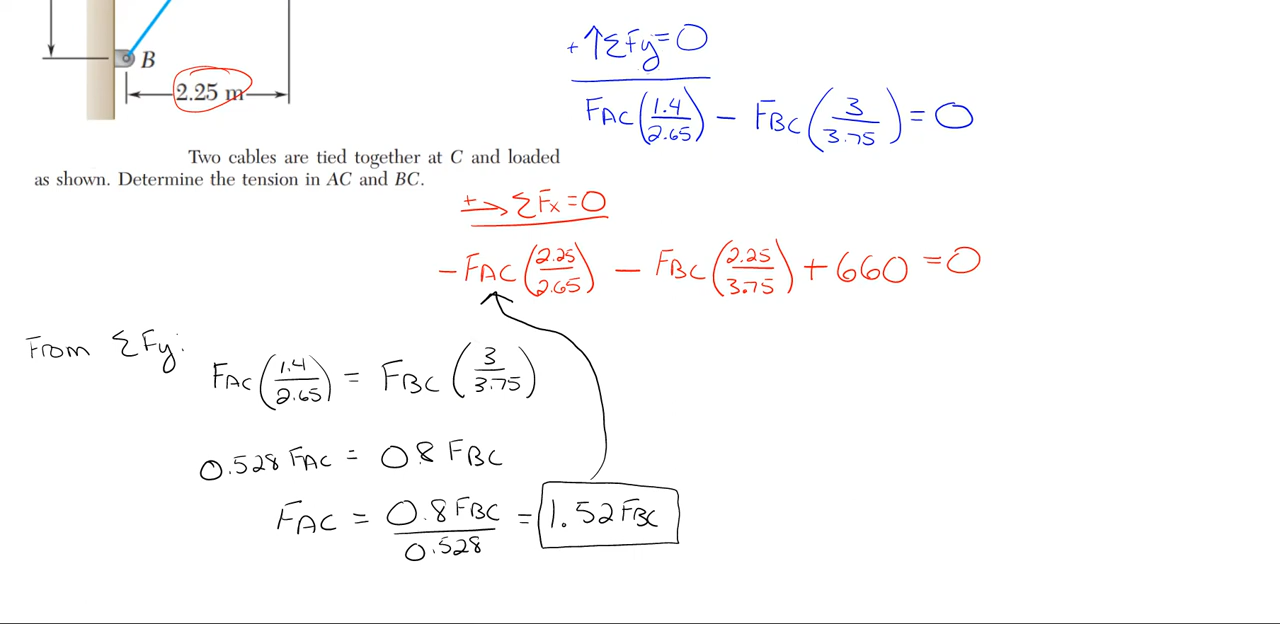 B
2.25 m
+↑ΣFy=0
FAC(1.4/2.65) − FBC(3/3.75) = 0
Two cables are tied together at C and loaded
as shown. Determine the tension in AC and BC.
+→ ΣFx=0
−FAC(2.25/2.65) − FBC(2.25/3.75) + 660 = 0
From ΣFy:
FAC(1.4/2.65) = FBC(3/3.75)
0.528 FAC = 0.8 FBC
FAC = 0.8 FBC/0.528 = 1.52 FBC